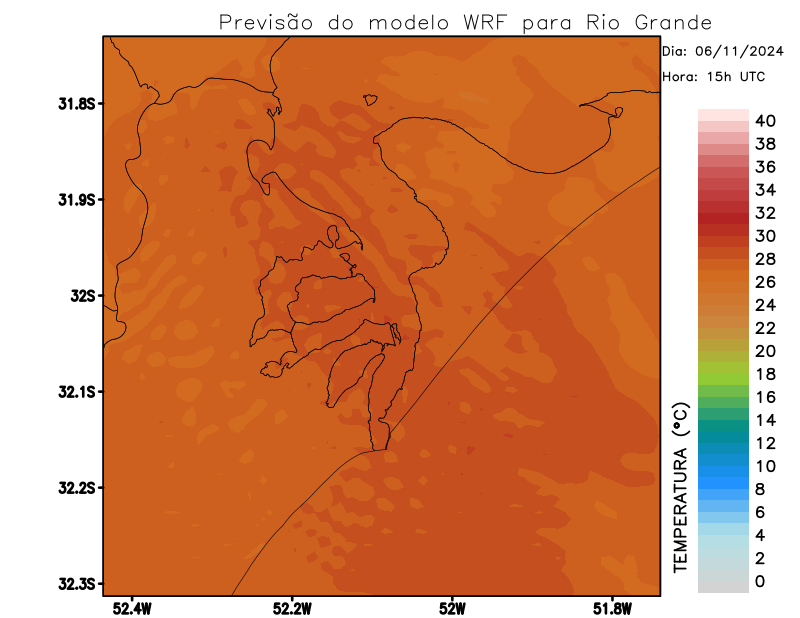 Previsão do modelo WRF para Rio Grande
Dia: 06/11/2024
Hora: 15h UTC
31.8S
31.9S
32S
32.1S
32.2S
32.3S
52.4W
52.2W
52W
51.8W
40
38
36
34
32
30
28
26
24
22
20
18
16
14
12
10
8
6
4
2
0
TEMPERATURA (°C)